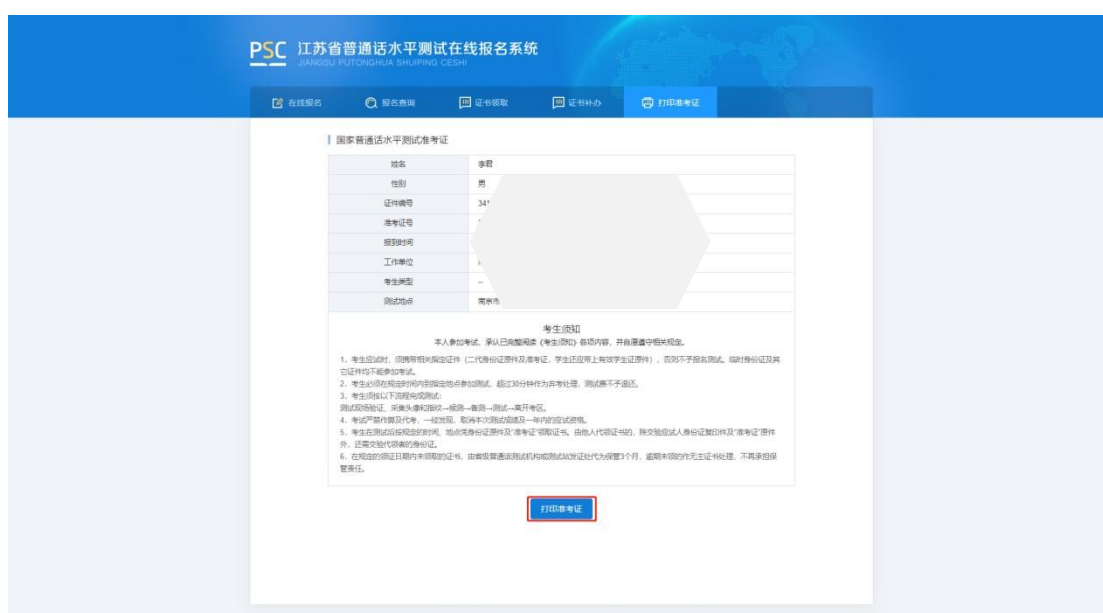 PSC 江苏省普通话水平测试在线报名系统
JIANGSU PUTONGHUA SHUIPING CESHI
在线报名 报名查询 证书领取 证书补办 打印准考证
国家普通话水平测试准考证
姓名 李君
性别 男
证件编号 341
准考证号
报到时间
工作单位
考生类型 --
测试地点 南京市
考生须知
本人参加考试，承认已完整阅读《考生须知》各项内容，并自愿遵守相关规定。
1、考生应试时，须携带相关指定证件（二代身份证原件及准考证，学生还应带上有效学生证原件），否则不予报名测试。临时身份证及其
它证件均不能参加考试。
2、考生必须在规定时间内到指定地点参加测试，超过30分钟作为弃考处理，测试费不予退还。
3、考生须按以下流程完成测试:
测试现场验证、采集头像和指纹→候测→备测→测试→离开考区。
4、考试严禁作弊及代考，一经发现，取消本次测试成绩及一年内的应试资格。
5、考生在测试后按规定的时间、地点凭身份证原件及"准考证"领取证书。由他人代领证书的，除交验应试人身份证复印件及"准考证"原件
外，还需交验代领者的身份证。
6、在规定的领证日期内未领取的证书，由省级普通话测试机构或测试站发证处代为保管3个月，逾期未领的作无主证书处理，不再承担保
管责任。
打印准考证